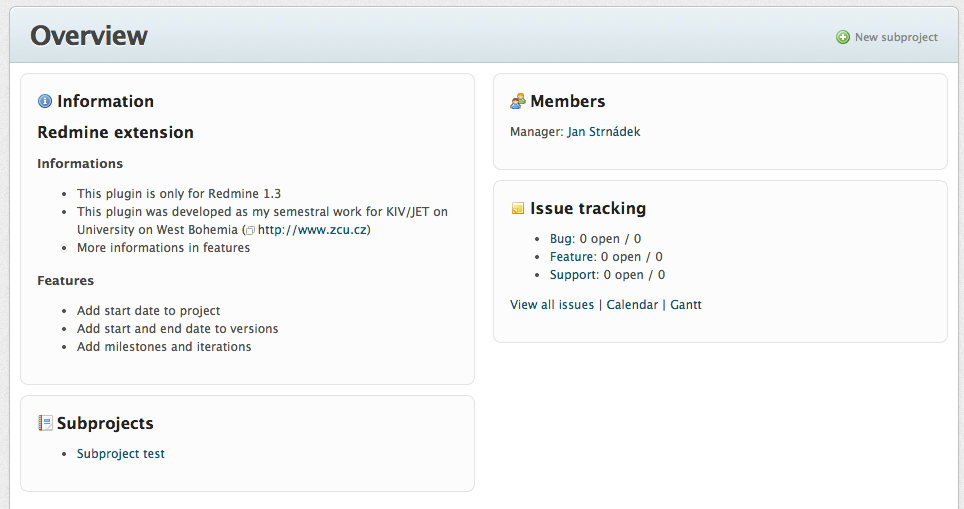 Overview
New subproject
Information
Redmine extension
Informations
This plugin is only for Redmine 1.3
This plugin was developed as my semestral work for KIV/JET on
University on West Bohemia (http://www.zcu.cz)
More informations in features
Features
Add start date to project
Add start and end date to versions
Add milestones and iterations
Subprojects
Subproject test
Members
Manager: Jan Strnádek
Issue tracking
Bug: 0 open / 0
Feature: 0 open / 0
Support: 0 open / 0
View all issues | Calendar | Gantt